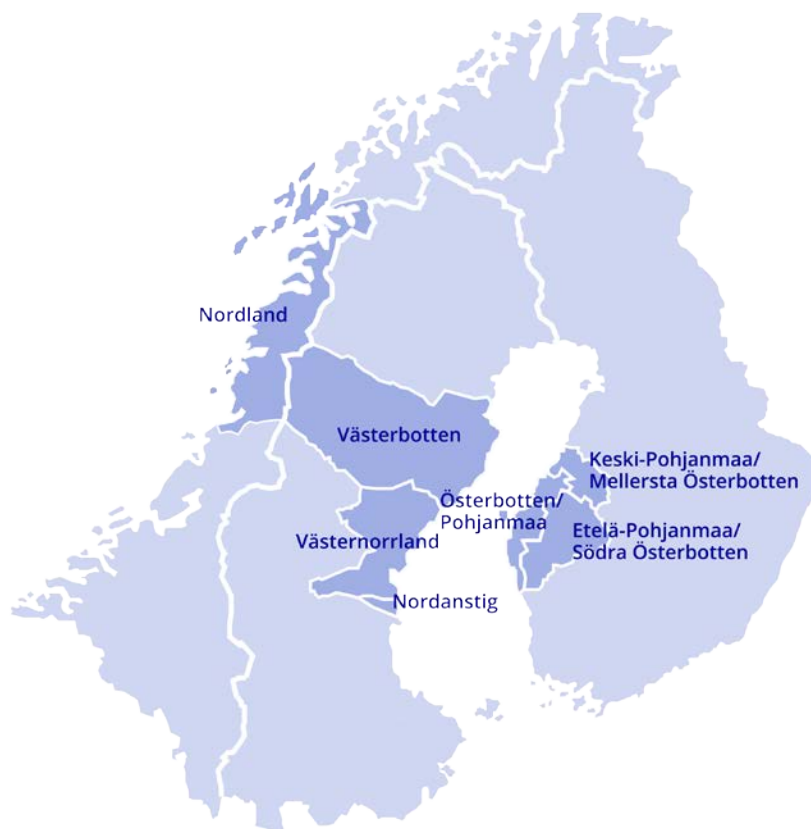 Nordland
Västerbotten
Keski-Pohjanmaa/
Mellersta Österbotten
Österbotten/
Pohjanmaa
Etelä-Pohjanmaa/
Södra Österbotten
Västernorrland
Nordanstig